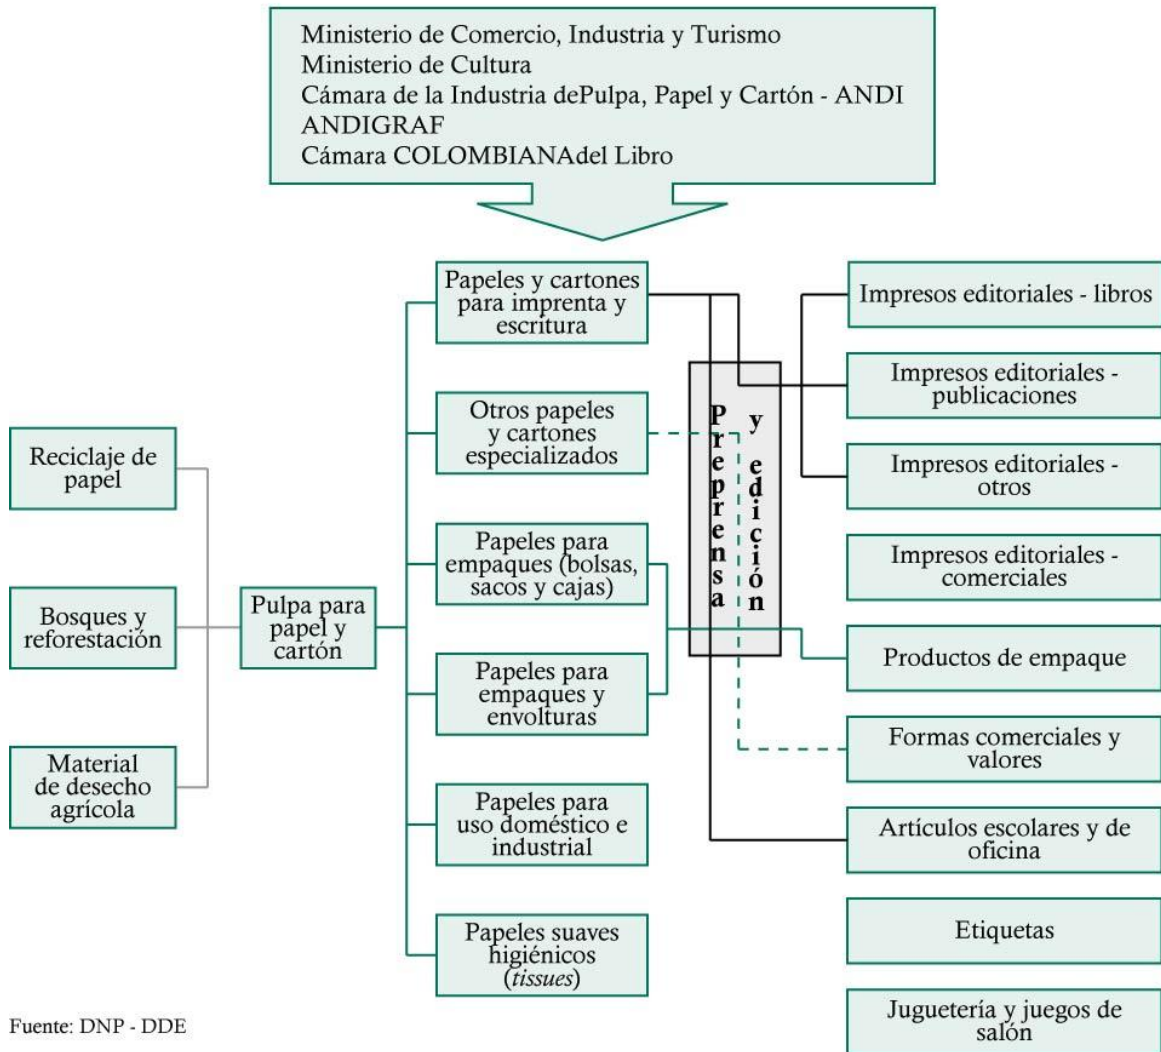 Ministerio de Comercio, Industria y Turismo
Ministerio de Cultura
Cámara de la Industria dePulpa, Papel y Cartón - ANDI
ANDIGRAF
Cámara COLOMBIANAdel Libro
Reciclaje de
papel
Bosques y
reforestación
Material
de desecho
agrícola
Pulpa para
papel y
cartón
Papeles y cartones
para imprenta y
escritura
Otros papeles
y cartones
especializados
Papeles para
empaques (bolsas,
sacos y cajas)
Papeles para
empaques y
envolturas
Papeles para
uso doméstico e
industrial
Papeles suaves
higiénicos
(tissues)
Preprensa
y edición
Impresos editoriales - libros
Impresos editoriales -
publicaciones
Impresos editoriales -
otros
Impresos editoriales -
comerciales
Productos de empaque
Formas comerciales y
valores
Artículos escolares y de
oficina
Etiquetas
Juguetería y juegos de
salón
Fuente: DNP - DDE